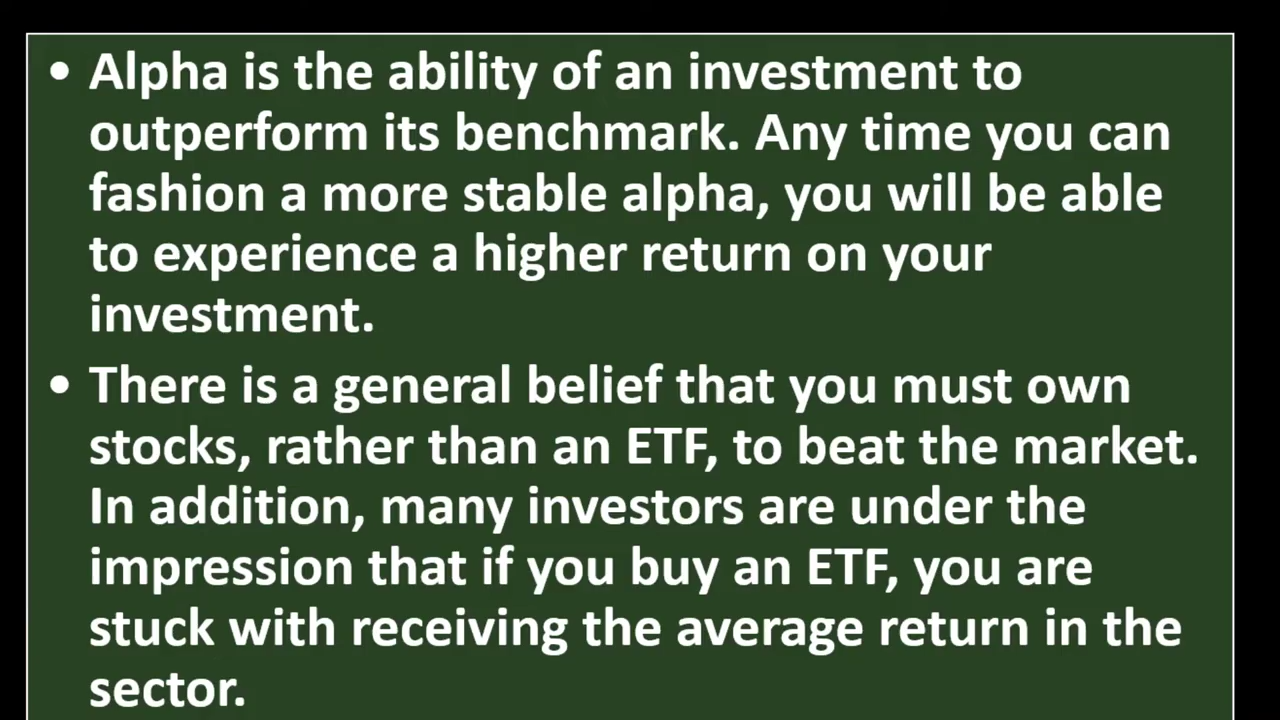 • Alpha is the ability of an investment to
outperform its benchmark. Any time you can
fashion a more stable alpha, you will be able
to experience a higher return on your
investment.
• There is a general belief that you must own
stocks, rather than an ETF, to beat the market.
In addition, many investors are under the
impression that if you buy an ETF, you are
stuck with receiving the average return in the
sector.